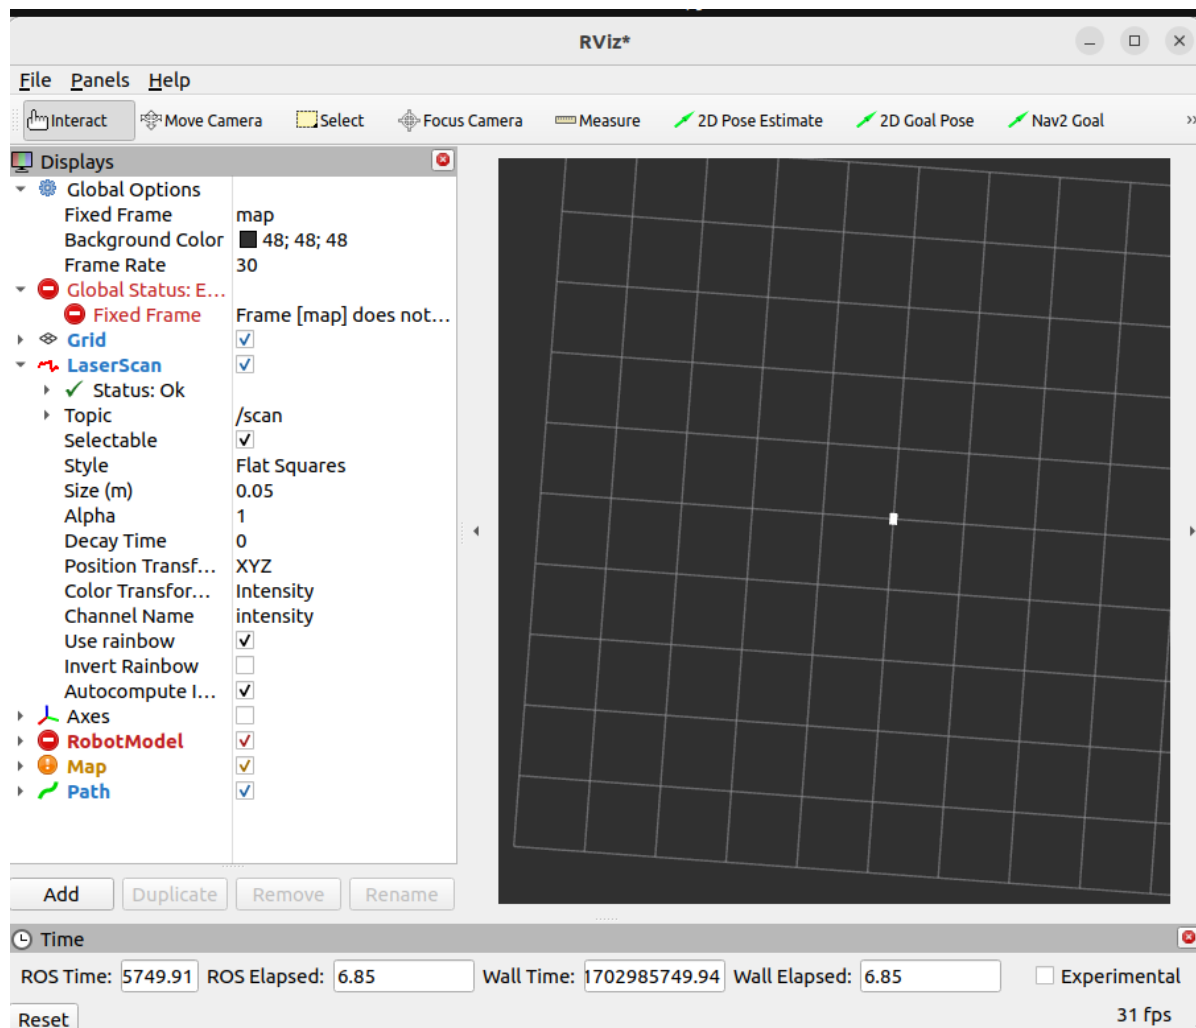 RViz*
File Panels Help
Interact Move Camera Select Focus Camera Measure 2D Pose Estimate 2D Goal Pose Nav2 Goal »
Displays
Global Options
Fixed Frame map
Background Color 48; 48; 48
Frame Rate 30
Global Status: E...
Fixed Frame Frame [map] does not...
Grid
LaserScan
Status: Ok
Topic /scan
Selectable
Style Flat Squares
Size (m) 0.05
Alpha 1
Decay Time 0
Position Transf... XYZ
Color Transfor... Intensity
Channel Name intensity
Use rainbow
Invert Rainbow
Autocompute I...
Axes
RobotModel
Map
Path
Add Duplicate Remove Rename
Time
ROS Time: 5749.91 ROS Elapsed: 6.85 Wall Time: 1702985749.94 Wall Elapsed: 6.85 Experimental
Reset 31 fps